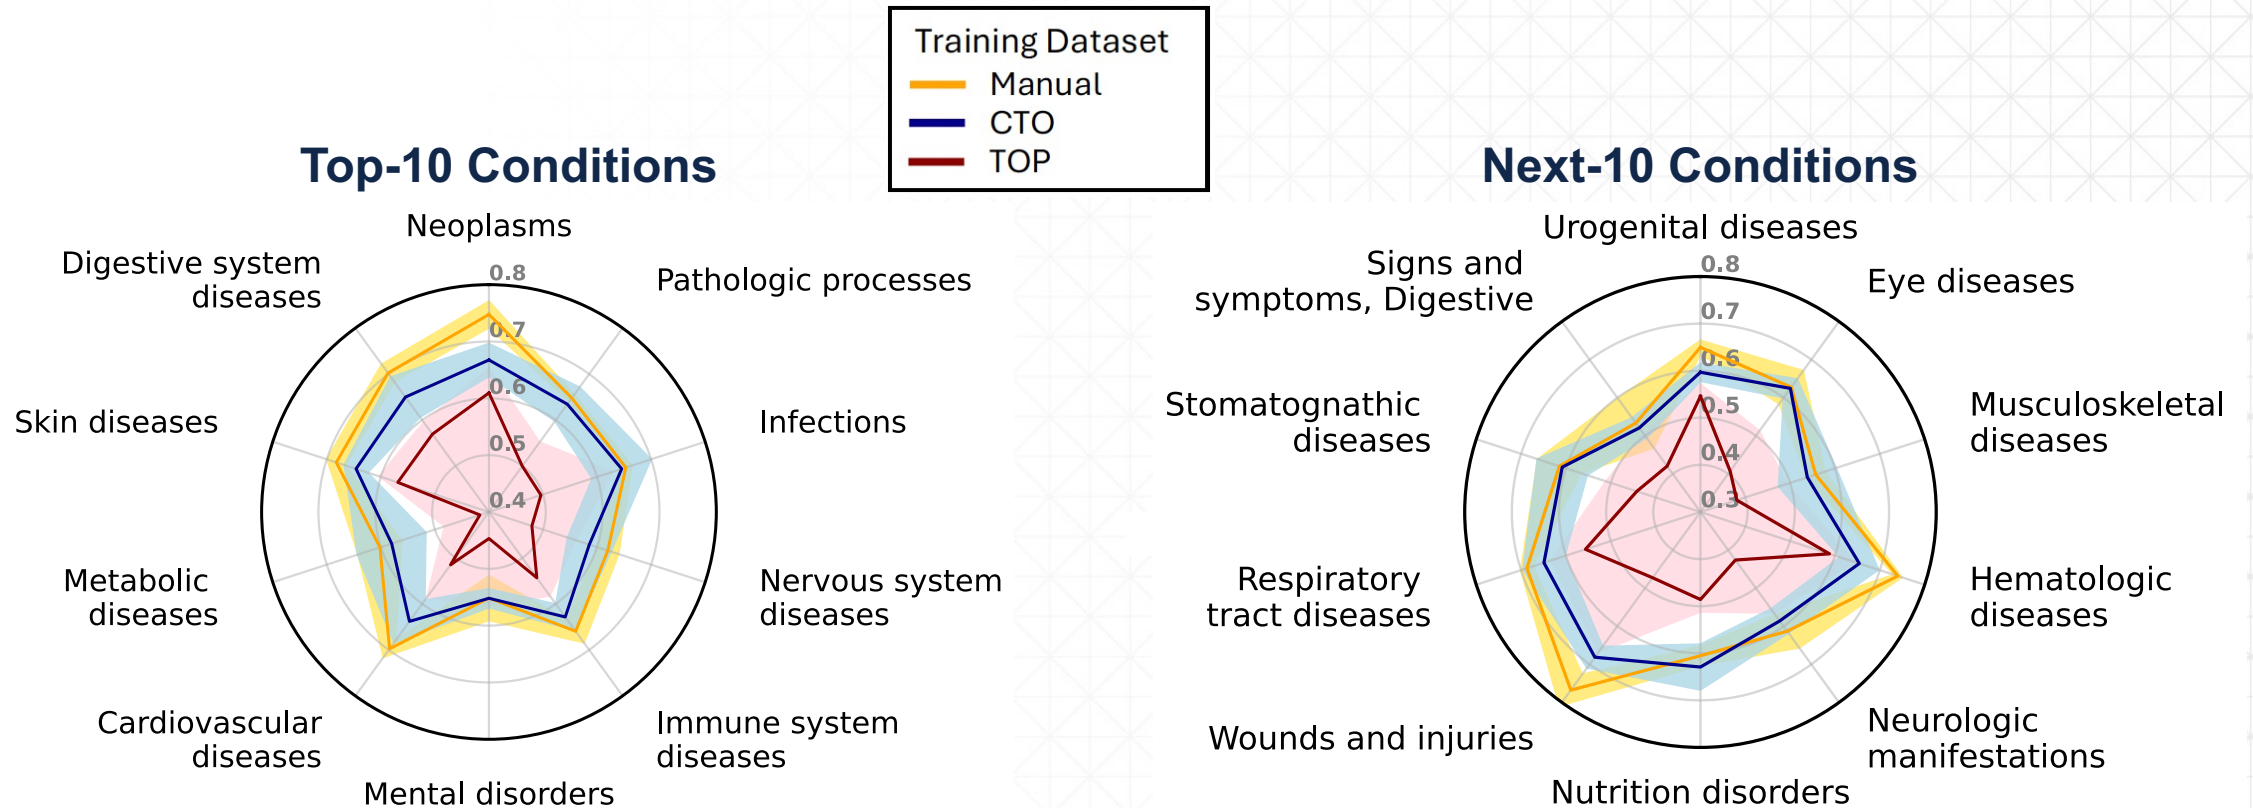 Training Dataset
Manual
CTO
TOP
Top-10 Conditions
Neoplasms
Pathologic processes
Infections
Nervous system
diseases
Immune system
diseases
Mental disorders
Cardiovascular
diseases
Metabolic
diseases
Skin diseases
Digestive system
diseases
0.8
0.7
0.6
0.5
0.4
Next-10 Conditions
Urogenital diseases
Eye diseases
Musculoskeletal
diseases
Hematologic
diseases
Neurologic
manifestations
Nutrition disorders
Wounds and injuries
Respiratory
tract diseases
Stomatognathic
diseases
Signs and
symptoms, Digestive
0.8
0.7
0.6
0.5
0.4
0.3